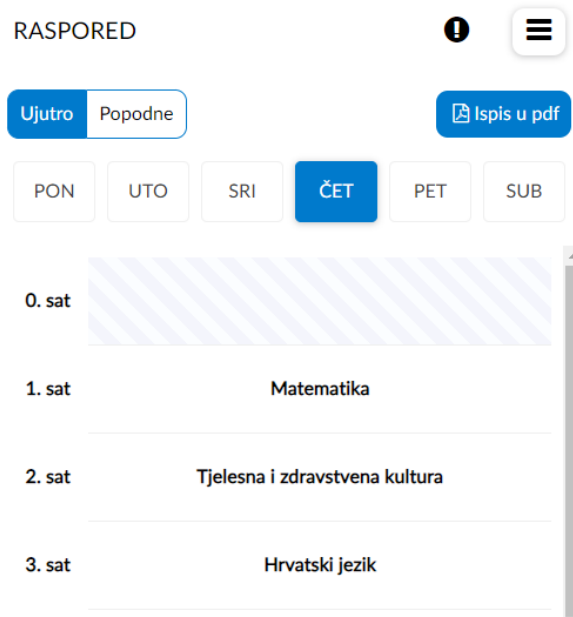 RASPORED
Ujutro Popodne Ispis u pdf
PON UTO SRI ČET PET SUB
0. sat
1. sat Matematika
2. sat Tjelesna i zdravstvena kultura
3. sat Hrvatski jezik